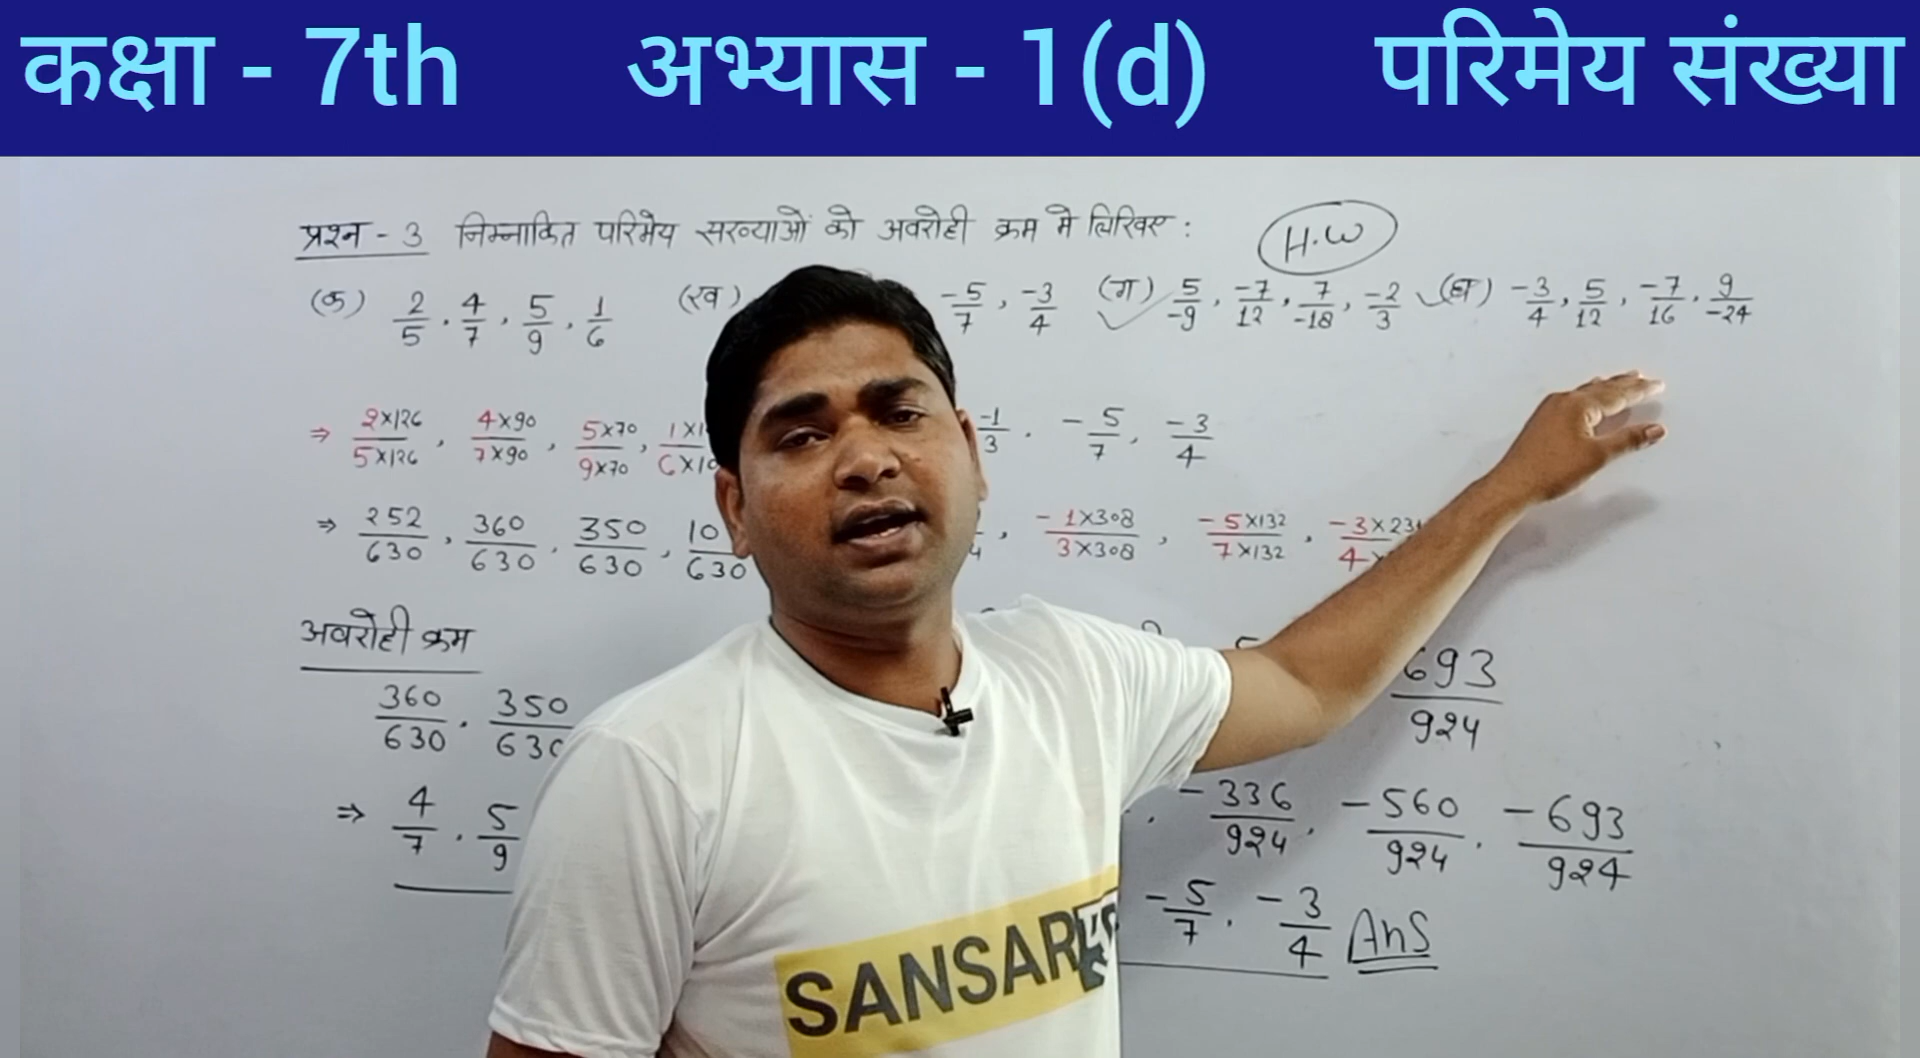 कक्षा - 7th अभ्यास - 1(d) परिमेय संख्या
प्रश्न - 3 निम्नाकित परिमेय सख्याओं को अवरोही क्रम मे लिखिए : H.W
(क) 2/5, 4/7, 5/9, 1/6 (ख) -5/7, -3/4 (ग) 5/-9, -7/12, 7/-18, -2/3 (घ) -3/4, 5/12, -7/16, 9/-24
⇒ 2×126/5×126, 4×90/7×90, 5×70/9×70, -1/3, -5/7, -3/4
⇒ 252/630, 360/630, 350/630, 630 -1×308/3×308, -5×132/7×132, -3×231/4×
अवरोही क्रम 693/924
360/630, 350/630 -336/924, -560/924, -693/924
⇒ 4/7, 5/9 -5/7, -3/4 Ans
SANSAR